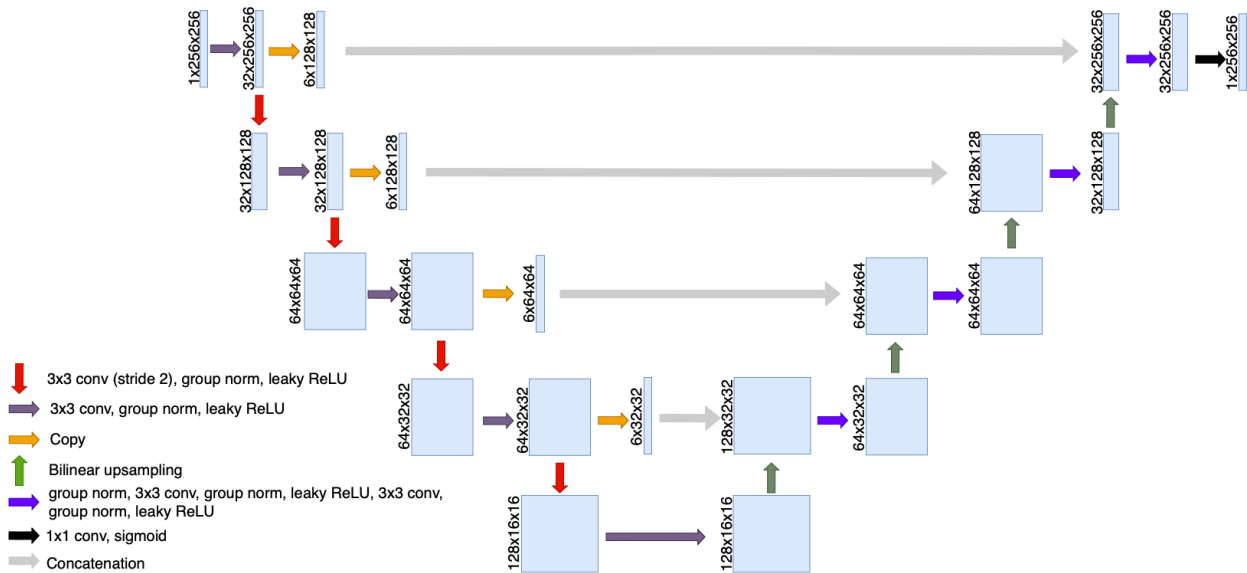 1x256x256
32x256x256
6x128x128
32x256x256
32x256x256
1x256x256
32x128x128
32x128x128
6x128x128
64x128x128
32x128x128
64x64x64
64x64x64
6x64x64
64x64x64
64x64x64
64x32x32
64x32x32
6x32x32
128x32x32
64x32x32
128x16x16
128x16x16
3x3 conv (stride 2), group norm, leaky ReLU
3x3 conv, group norm, leaky ReLU
Copy
Bilinear upsampling
group norm, 3x3 conv, group norm, leaky ReLU, 3x3 conv,
group norm, leaky ReLU
1x1 conv, sigmoid
Concatenation